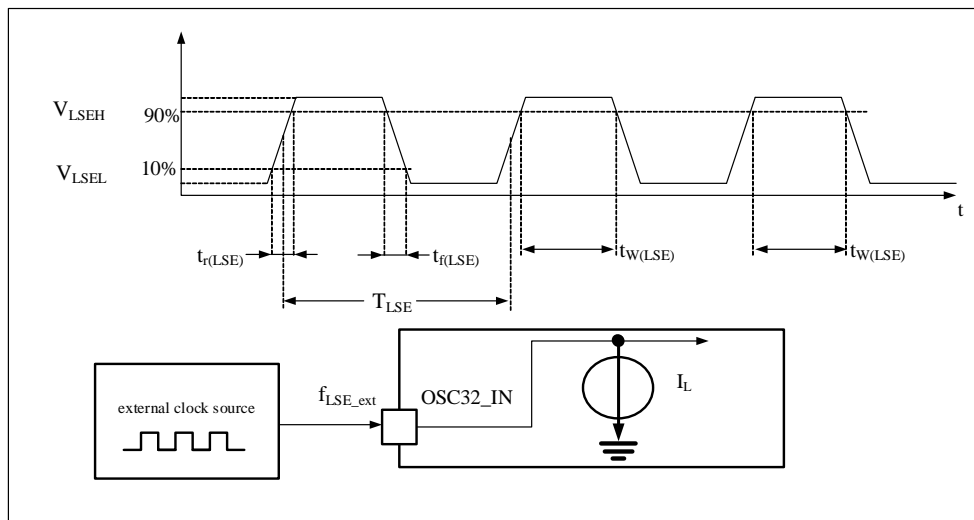 V_LSEH
90%
10%
V_LSEL
t
t_r(LSE)
t_f(LSE)
t_W(LSE)
t_W(LSE)
T_LSE
external clock source
f_LSE_ext
OSC32_IN
I_L